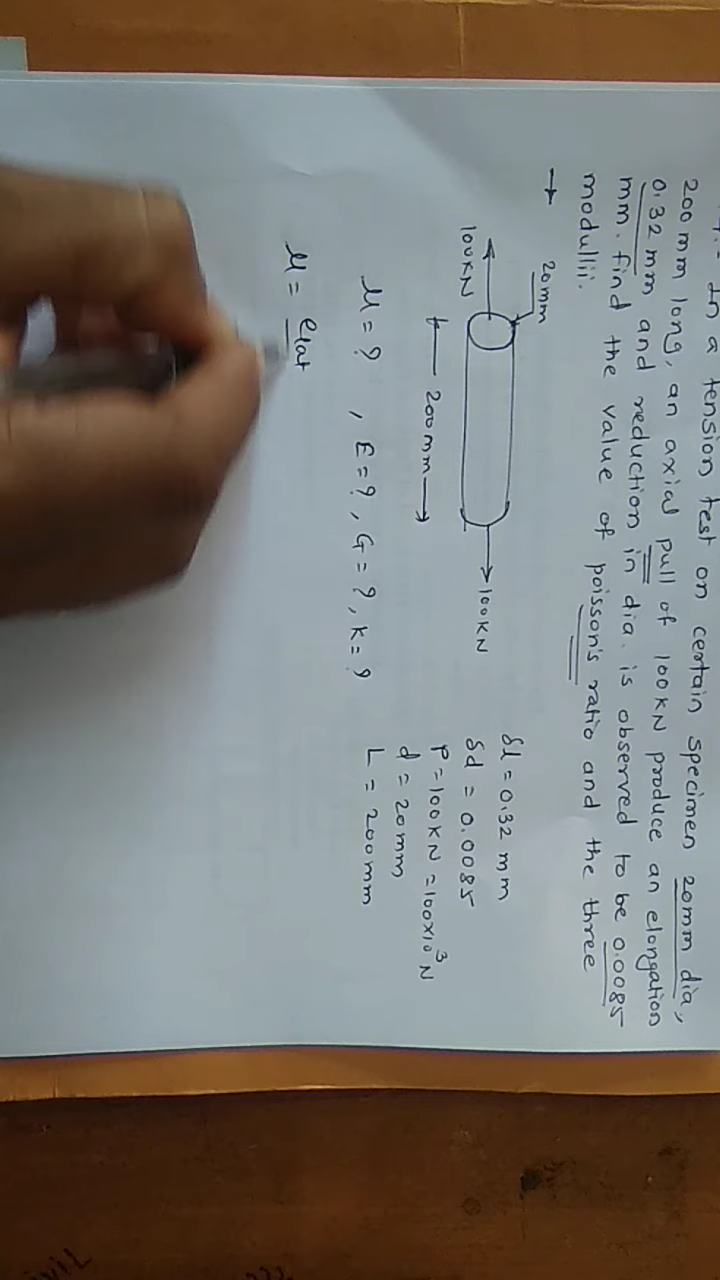 In a tension test on certain specimen 20mm dia,
200 mm long, an axial pull of 100 KN produce an elongation
0.32 mm and reduction in dia. is observed to be 0.0085
mm. find the value of poisson's ratio and the three
modullii.
→
20mm
100KN
100KN
200mm
δl = 0.32 mm
δd = 0.0085
P = 100KN = 100x10³ N
d = 20mm
L = 200mm
μ = ? , E = ? , G = ? , K = ?
μ = elat